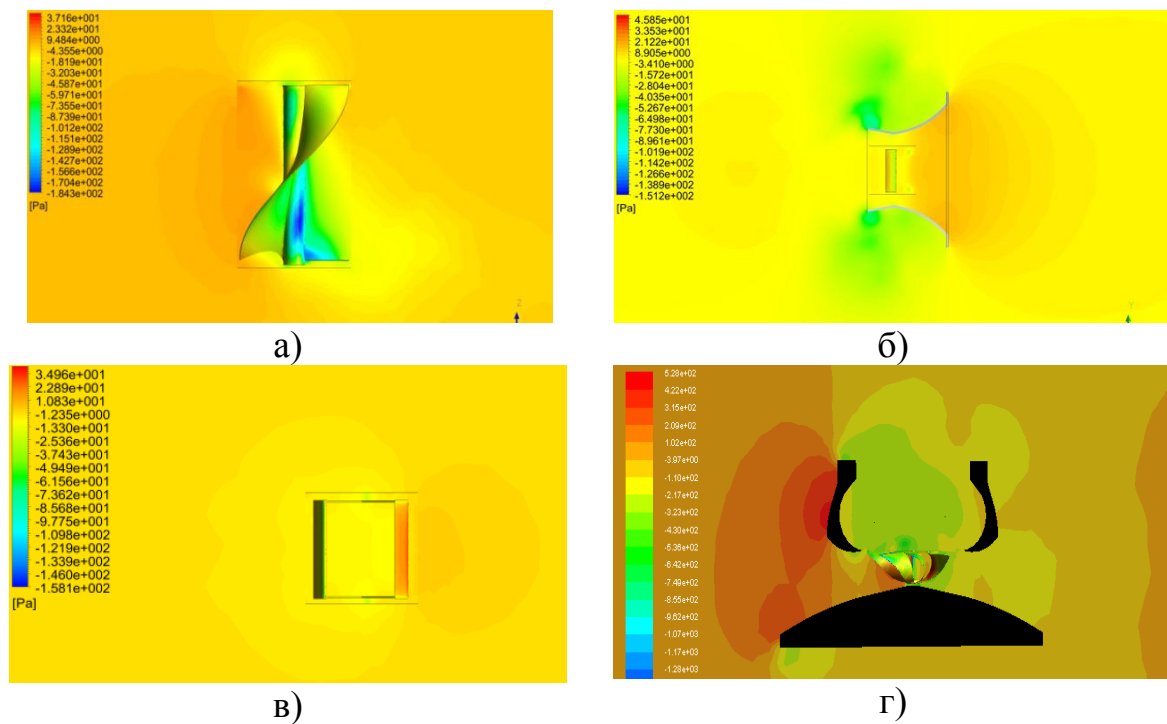 3.716e+001
2.332e+001
9.484e+000
-4.355e+000
-1.819e+001
-3.203e+001
-4.587e+001
-5.971e+001
-7.355e+001
-8.739e+001
-1.012e+002
-1.151e+002
-1.289e+002
-1.427e+002
-1.566e+002
-1.704e+002
-1.843e+002
[Pa]
Z
а)
4.585e+001
3.353e+001
2.122e+001
8.905e+000
-3.410e+000
-1.572e+001
-2.804e+001
-4.035e+001
-5.267e+001
-6.498e+001
-7.730e+001
-8.961e+001
-1.019e+002
-1.142e+002
-1.266e+002
-1.389e+002
-1.512e+002
[Pa]
Y
б)
3.496e+001
2.289e+001
1.083e+001
-1.235e+000
-1.330e+001
-2.536e+001
-3.743e+001
-4.949e+001
-6.156e+001
-7.362e+001
-8.568e+001
-9.775e+001
-1.098e+002
-1.219e+002
-1.339e+002
-1.460e+002
-1.581e+002
[Pa]
в)
5.28e+02
4.22e+02
3.15e+02
2.09e+02
1.02e+02
-3.97e+00
-1.10e+02
-2.17e+02
-3.23e+02
-4.30e+02
-5.36e+02
-6.42e+02
-7.49e+02
-8.55e+02
-9.62e+02
-1.07e+03
-1.17e+03
-1.28e+03
г)